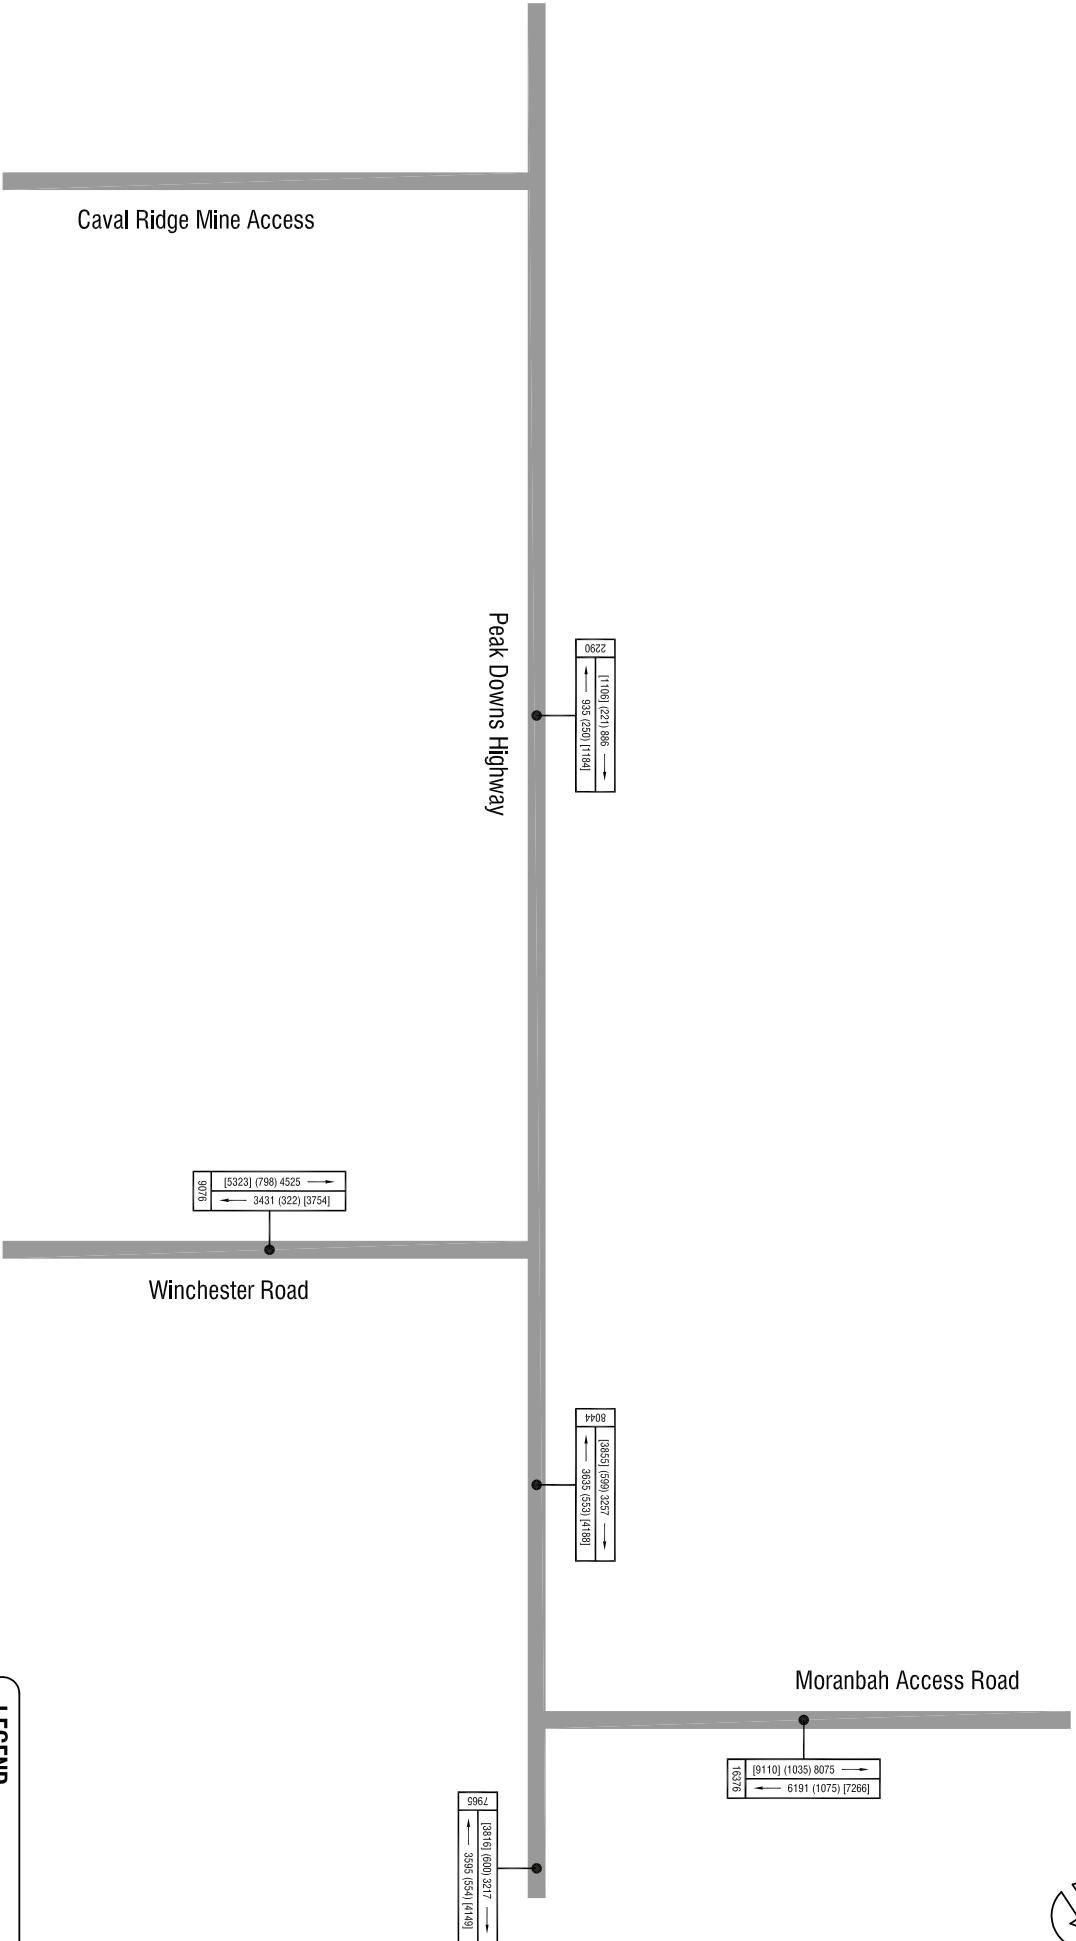 Caval Ridge Mine Access
Peak Downs Highway
2290
[1106] (221) 886
935 (250) [1184]
9076
[5323] (798) 4525
3431 (322) [3754]
Winchester Road
8044
[3855] (599) 3257
3635 (553) [4188]
Moranbah Access Road
16376
[9110] (1035) 8075
6191 (1075) [7266]
7965
[3816] (600) 3217
3595 (554) [4149]
LEGEND